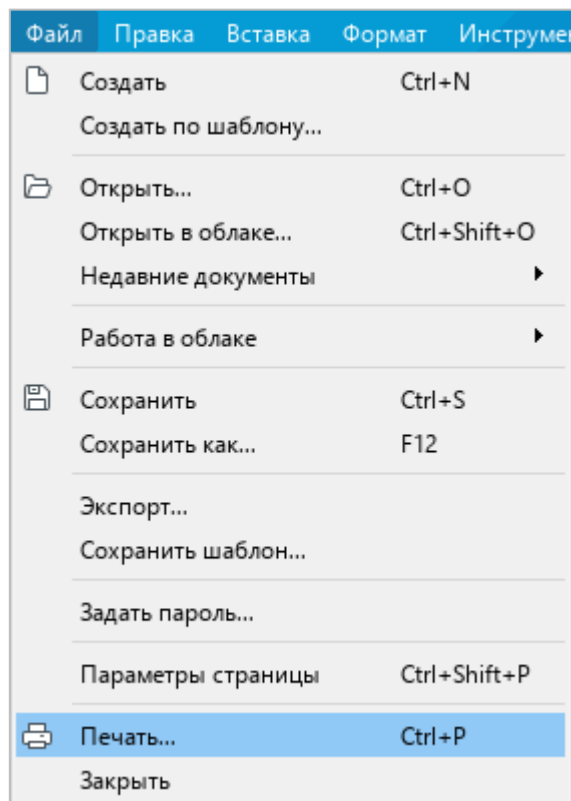 Файл Правка Вставка Формат
Создать Ctrl+N
Создать по шаблону...
Открыть... Ctrl+O
Открыть в облаке... Ctrl+Shift+O
Недавние документы
Работа в облаке
Сохранить Ctrl+S
Сохранить как... F12
Экспорт...
Сохранить шаблон...
Задать пароль...
Параметры страницы Ctrl+Shift+P
Печать... Ctrl+P
Закрыть